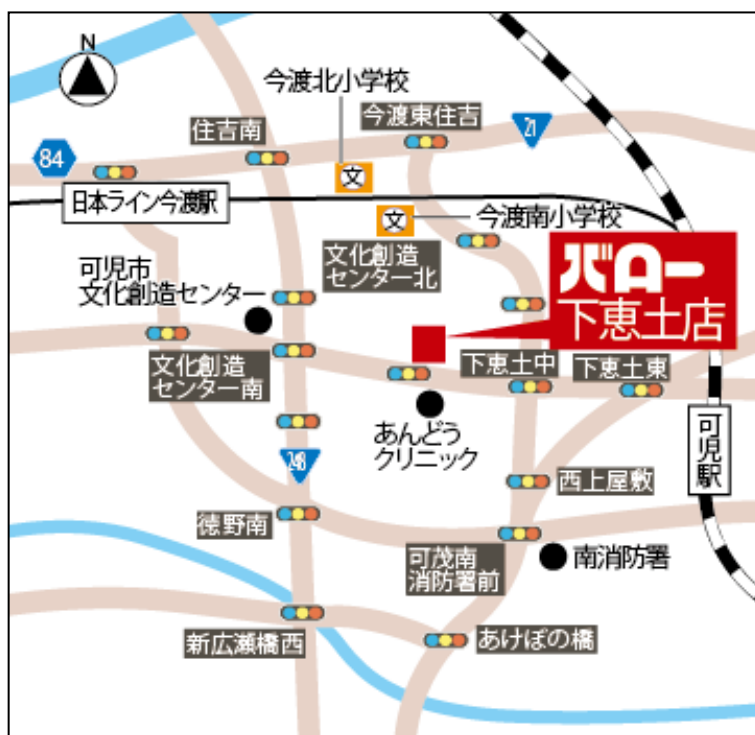 N
今渡北小学校
今渡東住吉
住吉南
21
84
日本ライン今渡駅
今渡南小学校
文化創造
センター北
可児市
文化創造センター
バロー
下恵土店
文化創造
センター南
下恵土中
下恵土東
あんどう
クリニック
可児駅
248
西上屋敷
徳野南
可茂南
消防署前
南消防署
新広瀬橋西
あけぼの橋
文
文